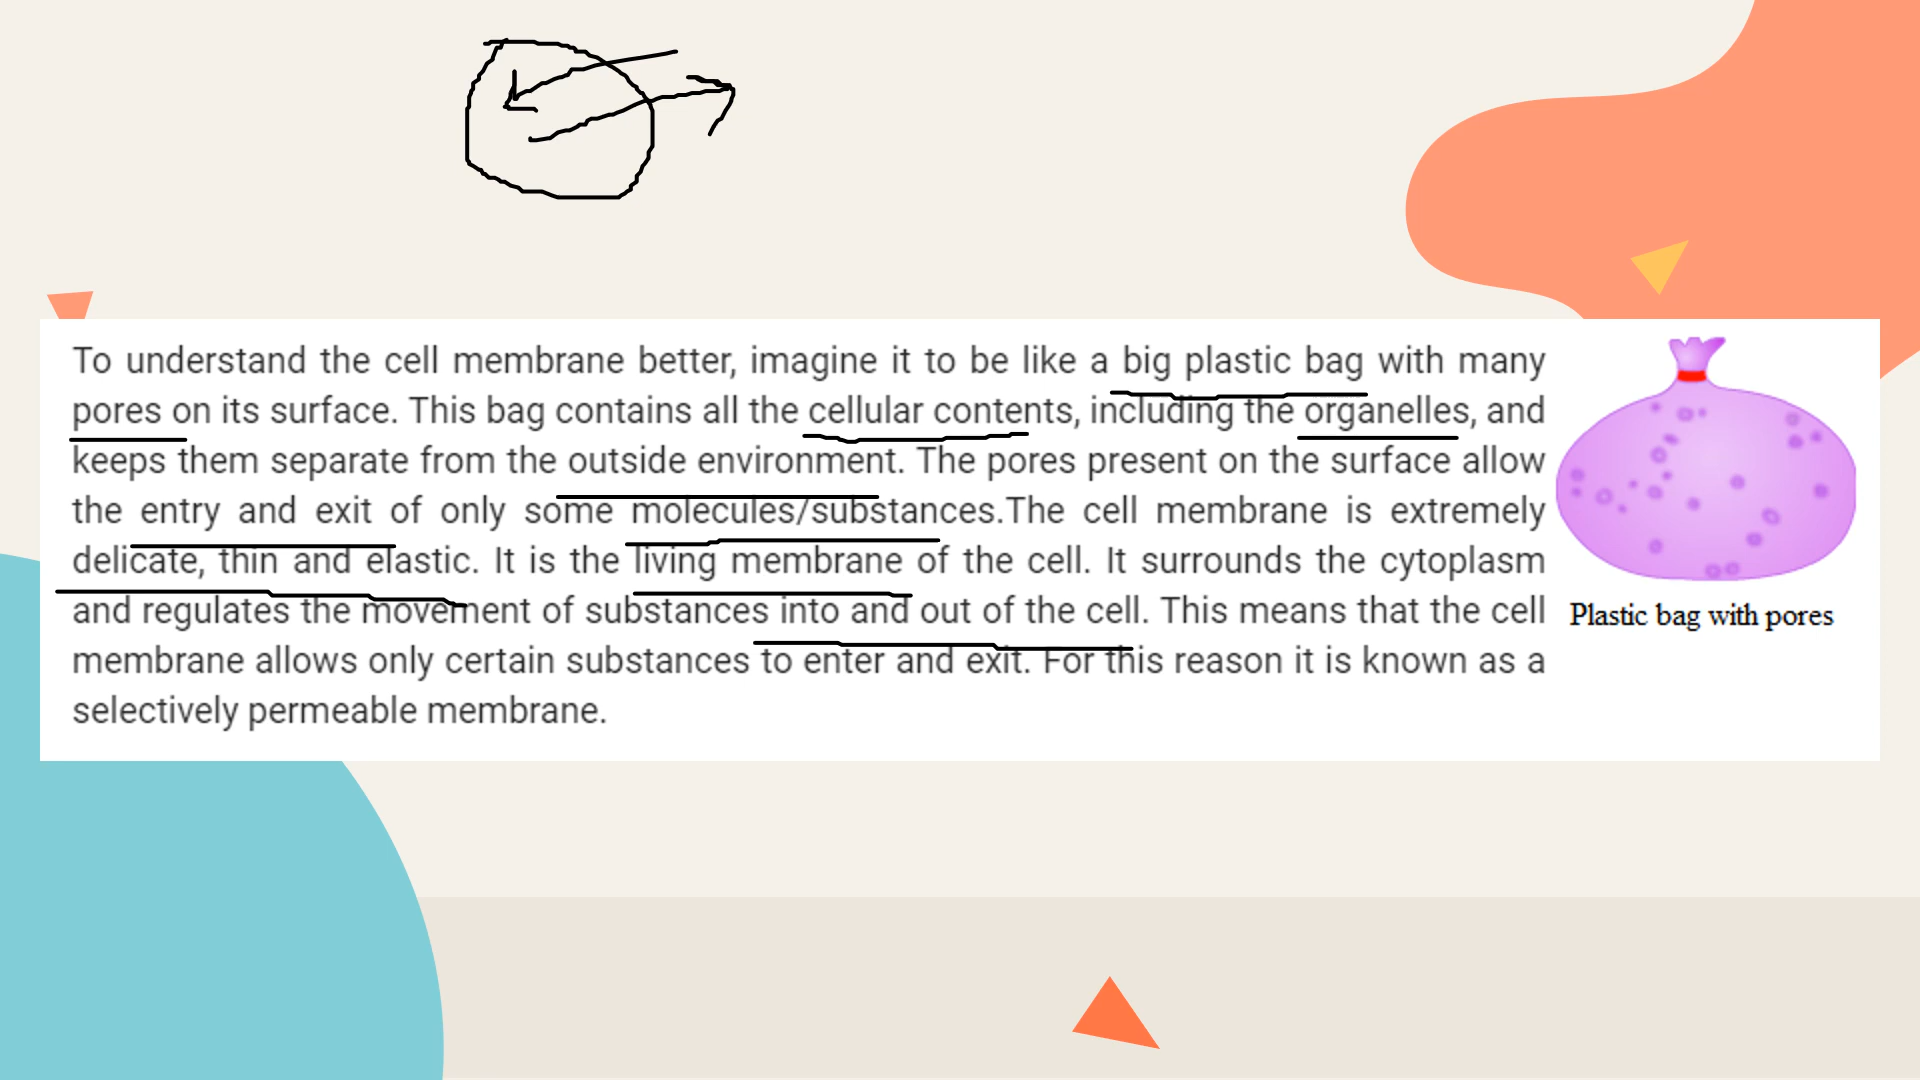 To understand the cell membrane better, imagine it to be like a big plastic bag with many
pores on its surface. This bag contains all the cellular contents, including the organelles, and
keeps them separate from the outside environment. The pores present on the surface allow
the entry and exit of only some molecules/substances.The cell membrane is extremely
delicate, thin and elastic. It is the living membrane of the cell. It surrounds the cytoplasm
and regulates the movement of substances into and out of the cell. This means that the cell
membrane allows only certain substances to enter and exit. For this reason it is known as a
selectively permeable membrane.
Plastic bag with pores